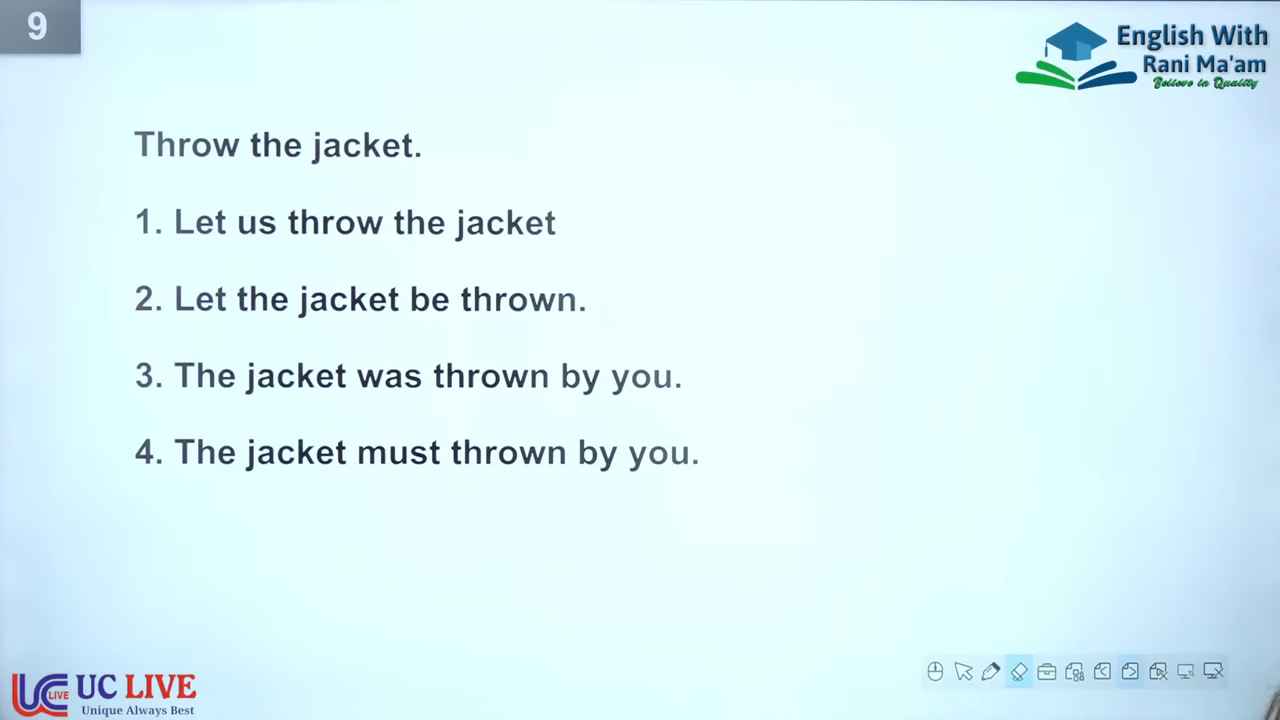 9
English With
Rani Ma'am
Believe in Quality
Throw the jacket.
1. Let us throw the jacket
2. Let the jacket be thrown.
3. The jacket was thrown by you.
4. The jacket must thrown by you.
UC LIVE
LIVE
Unique Always Best